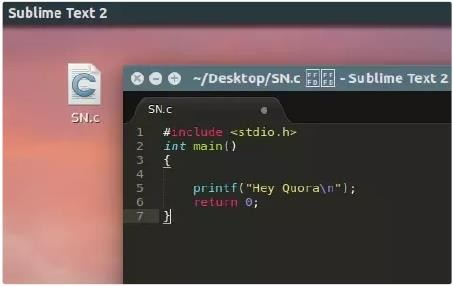 Sublime Text 2
SN.c
~/Desktop/SN.c - Sublime Text 2
SN.c
1 #include <stdio.h>
2 int main()
3 {
4
5 printf("Hey Quora\n");
6 return 0;
7 }